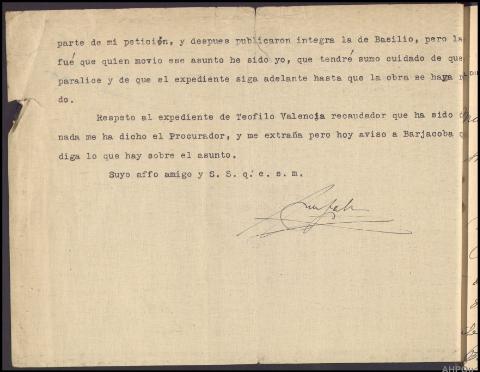 parte de mi petición, y despues publicaron integra la de Basilio, pero la
fué que quien movio ese asunto he sido yo, que tendré sumo cuidado de que
paralice y de que el expediente siga adelante hasta que la obra se haya
do.
Respeto al expediente de Teofilo Valencia recaudador que ha sido
nada me ha dicho el Procurador, y me extraña pero hoy aviso a Barjacoba
diga lo que hay sobre el asunto.
Suyo affo amigo y S. S. q. e. s. m.